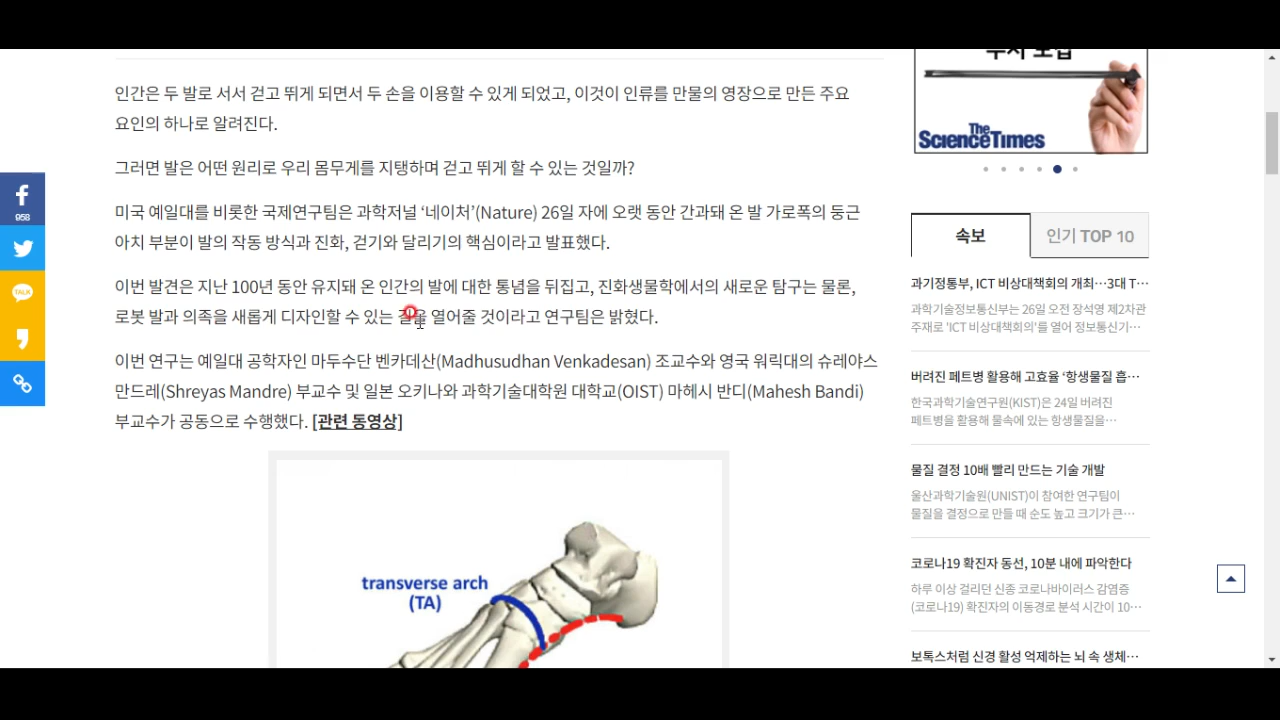 인간은 두 발로 서서 걷고 뛰게 되면서 두 손을 이용할 수 있게 되었고, 이것이 인류를 만물의 영장으로 만든 주요
요인의 하나로 알려진다.
그러면 발은 어떤 원리로 우리 몸무게를 지탱하며 걷고 뛰게 할 수 있는 것일까?
미국 예일대를 비롯한 국제연구팀은 과학저널 ‘네이처’(Nature) 26일 자에 오랫 동안 간과돼 온 발 가로폭의 둥근
아치 부분이 발의 작동 방식과 진화, 걷기와 달리기의 핵심이라고 발표했다.
이번 발견은 지난 100년 동안 유지돼 온 인간의 발에 대한 통념을 뒤집고, 진화생물학에서의 새로운 탐구는 물론,
로봇 발과 의족을 새롭게 디자인할 수 있는 길을 열어줄 것이라고 연구팀은 밝혔다.
이번 연구는 예일대 공학자인 마두수단 벤카데산(Madhusudhan Venkadesan) 조교수와 영국 워릭대의 슈레야스
만드레(Shreyas Mandre) 부교수 및 일본 오키나와 과학기술대학원 대학교(OIST) 마헤시 반디(Mahesh Bandi)
부교수가 공동으로 수행했다. [관련 동영상]
transverse arch
(TA)
f
958
TALK
The
ScienceTimes
속보
인기 TOP 10
과기정통부, ICT 비상대책회의 개최…3대 T…
과학기술정보통신부는 26일 오전 장석영 제2차관
주재로 'ICT 비상대책회의'를 열어 정보통신기…
버려진 페트병 활용해 고효율 ‘항생물질 흡…
한국과학기술연구원(KIST)은 24일 버려진
페트병을 활용해 물속에 있는 항생물질을…
물질 결정 10배 빨리 만드는 기술 개발
울산과학기술원(UNIST)이 참여한 연구팀이
물질을 결정으로 만들 때 순도 높고 크기가 큰…
코로나19 확진자 동선, 10분 내에 파악한다
하루 이상 걸리던 신종 코로나바이러스 감염증
(코로나19) 확진자의 이동경로 분석 시간이 10…
보톡스처럼 신경 활성 억제하는 뇌 속 생체…